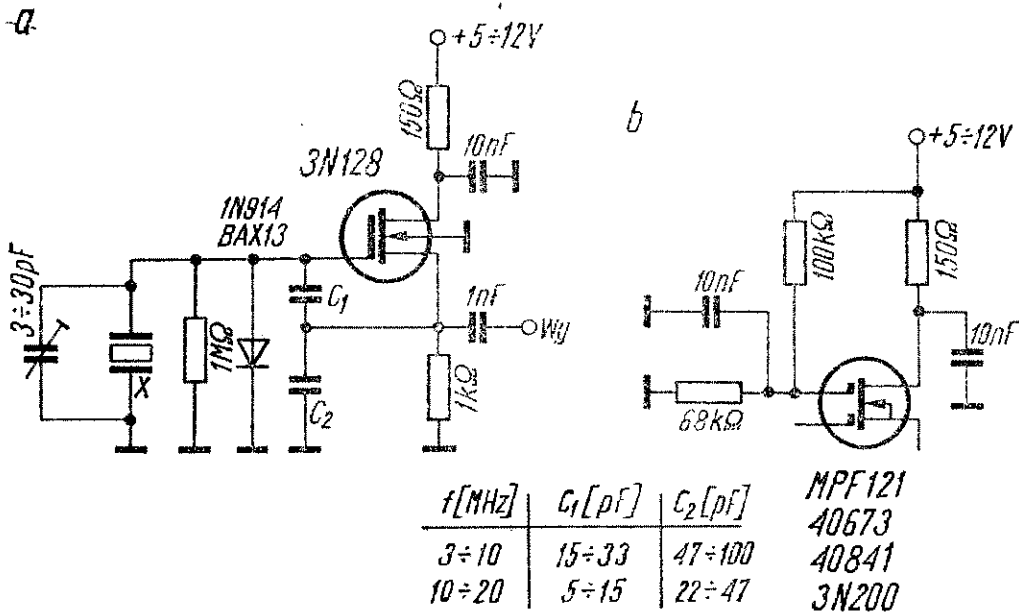 a
+5÷12V
150Ω
10nF
3N128
1N914
BAX13
3÷30pF
X
1MΩ
C₁
C₂
1nF
Wy
1kΩ
b
+5÷12V
100kΩ
150Ω
10nF
10nF
68kΩ
MPF121
40673
40841
3N200
f[MHz] C₁[pF] C₂[pF]
3÷10 15÷33 47÷100
10÷20 5÷15 22÷47